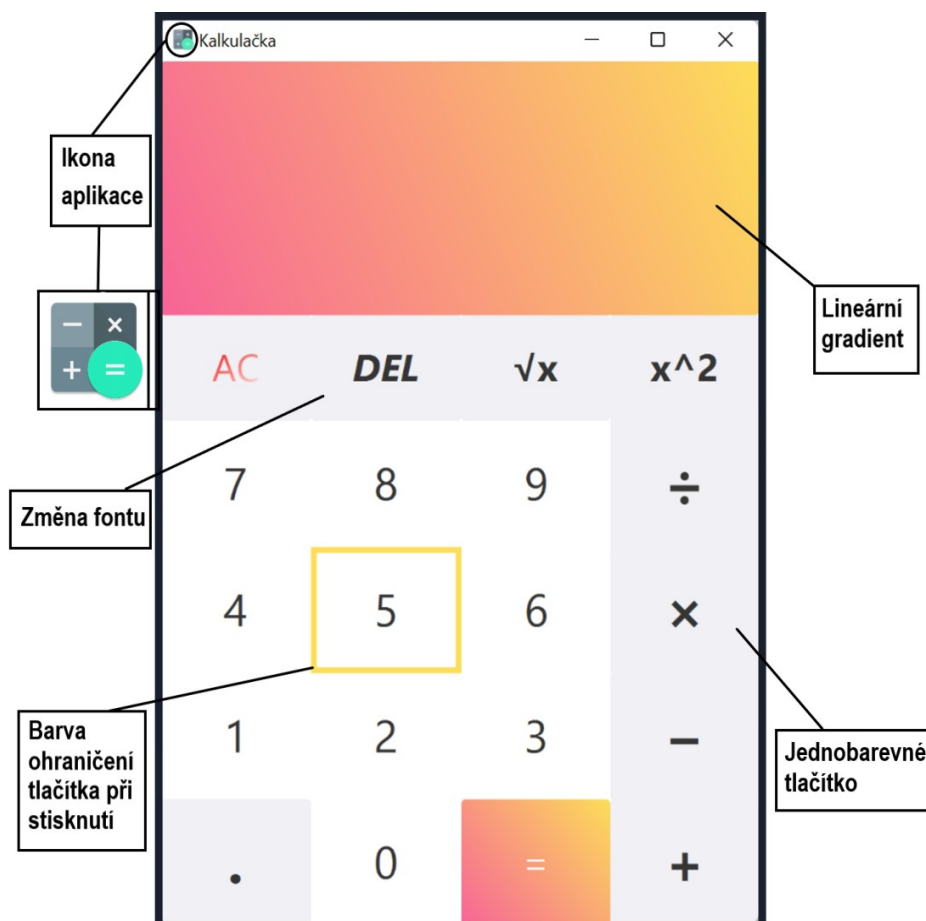 Kalkulačka
Ikona
aplikace
Lineární
gradient
− ×
+ =
AC DEL √x x^2
7 8 9 ÷
Změna fontu
4 5 6 ×
Barva
ohraničení
tlačítka při
stisknutí
1 2 3 −
Jednobarevné
tlačítko
. 0 = +